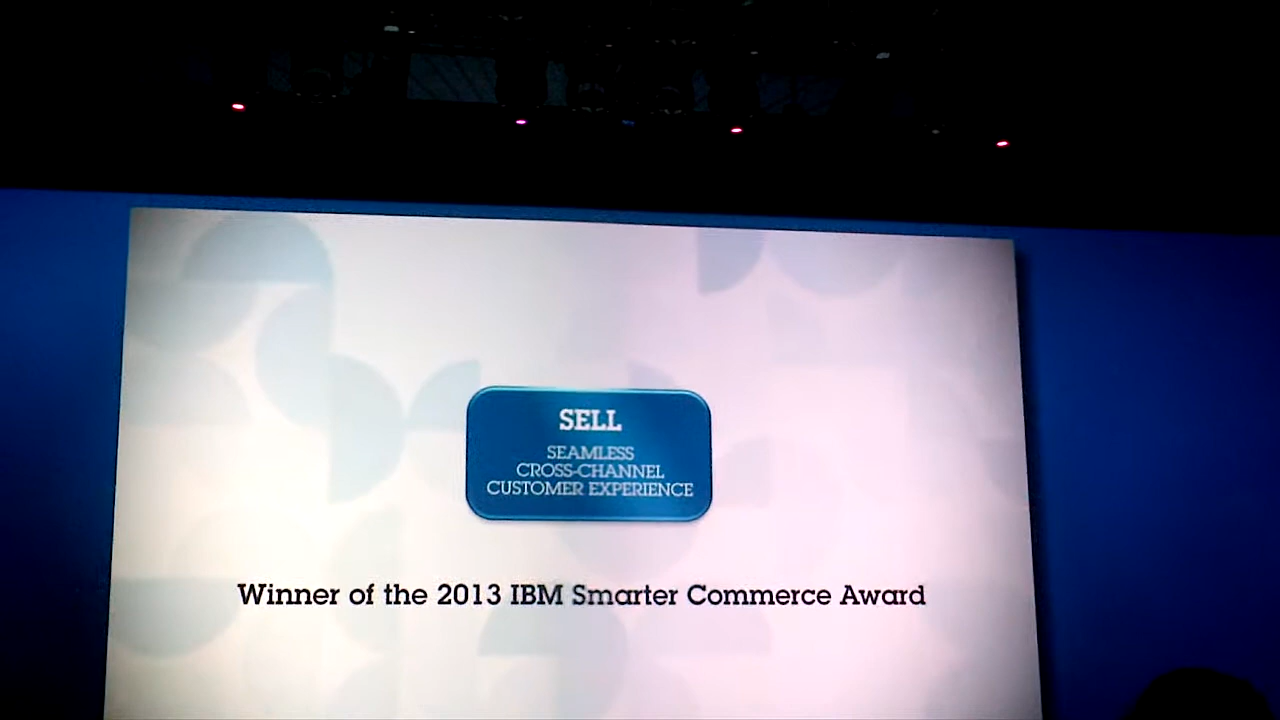 SELL
SEAMLESS
CROSS-CHANNEL
CUSTOMER EXPERIENCE
Winner of the 2013 IBM Smarter Commerce Award